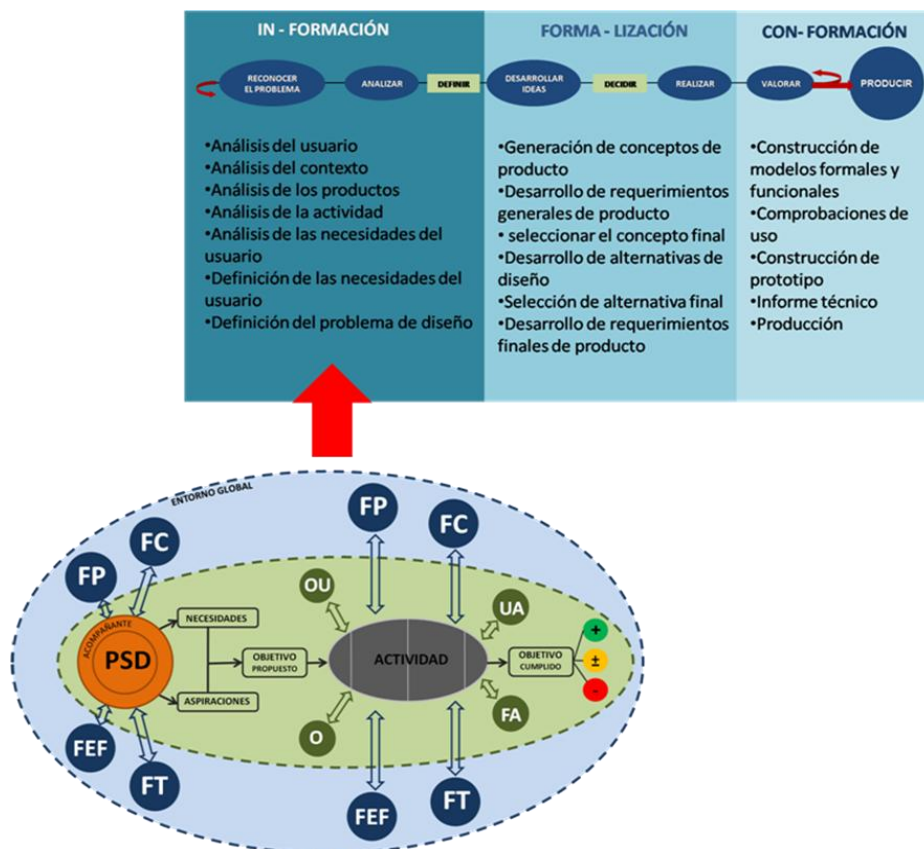 IN - FORMACIÓN
FORMA - LIZACIÓN
CON- FORMACIÓN
RECONOCER
EL PROBLEMA
ANALIZAR
DEFINIR
DESARROLLAR
IDEAS
DECIDIR
REALIZAR
VALORAR
PRODUCIR
•Análisis del usuario
•Análisis del contexto
•Análisis de los productos
•Análisis de la actividad
•Análisis de las necesidades del
usuario
•Definición de las necesidades del
usuario
•Definición del problema de diseño
•Generación de conceptos de
producto
•Desarrollo de requerimientos
generales de producto
• seleccionar el concepto final
•Desarrollo de alternativas de
diseño
•Selección de alternativa final
•Desarrollo de requerimientos
finales de producto
•Construcción de
modelos formales y
funcionales
•Comprobaciones de
uso
•Construcción de
prototipo
•Informe técnico
•Producción
ENTORNO GLOBAL
FP
FC
FP
FC
OU
UA
ACOMPAÑANTE
PSD
NECESIDADES
OBJETIVO
PROPUESTO
ASPIRACIONES
ACTIVIDAD
OBJETIVO
CUMPLIDO
+
±
-
O
FA
FEF
FT
FEF
FT